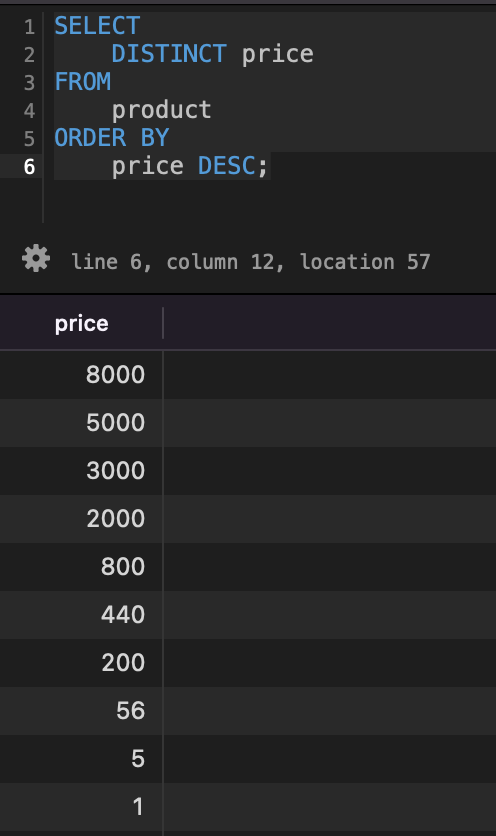 1 SELECT
2     DISTINCT price
3 FROM
4     product
5 ORDER BY
6     price DESC;
line 6, column 12, location 57
price
8000
5000
3000
2000
800
440
200
56
5
1